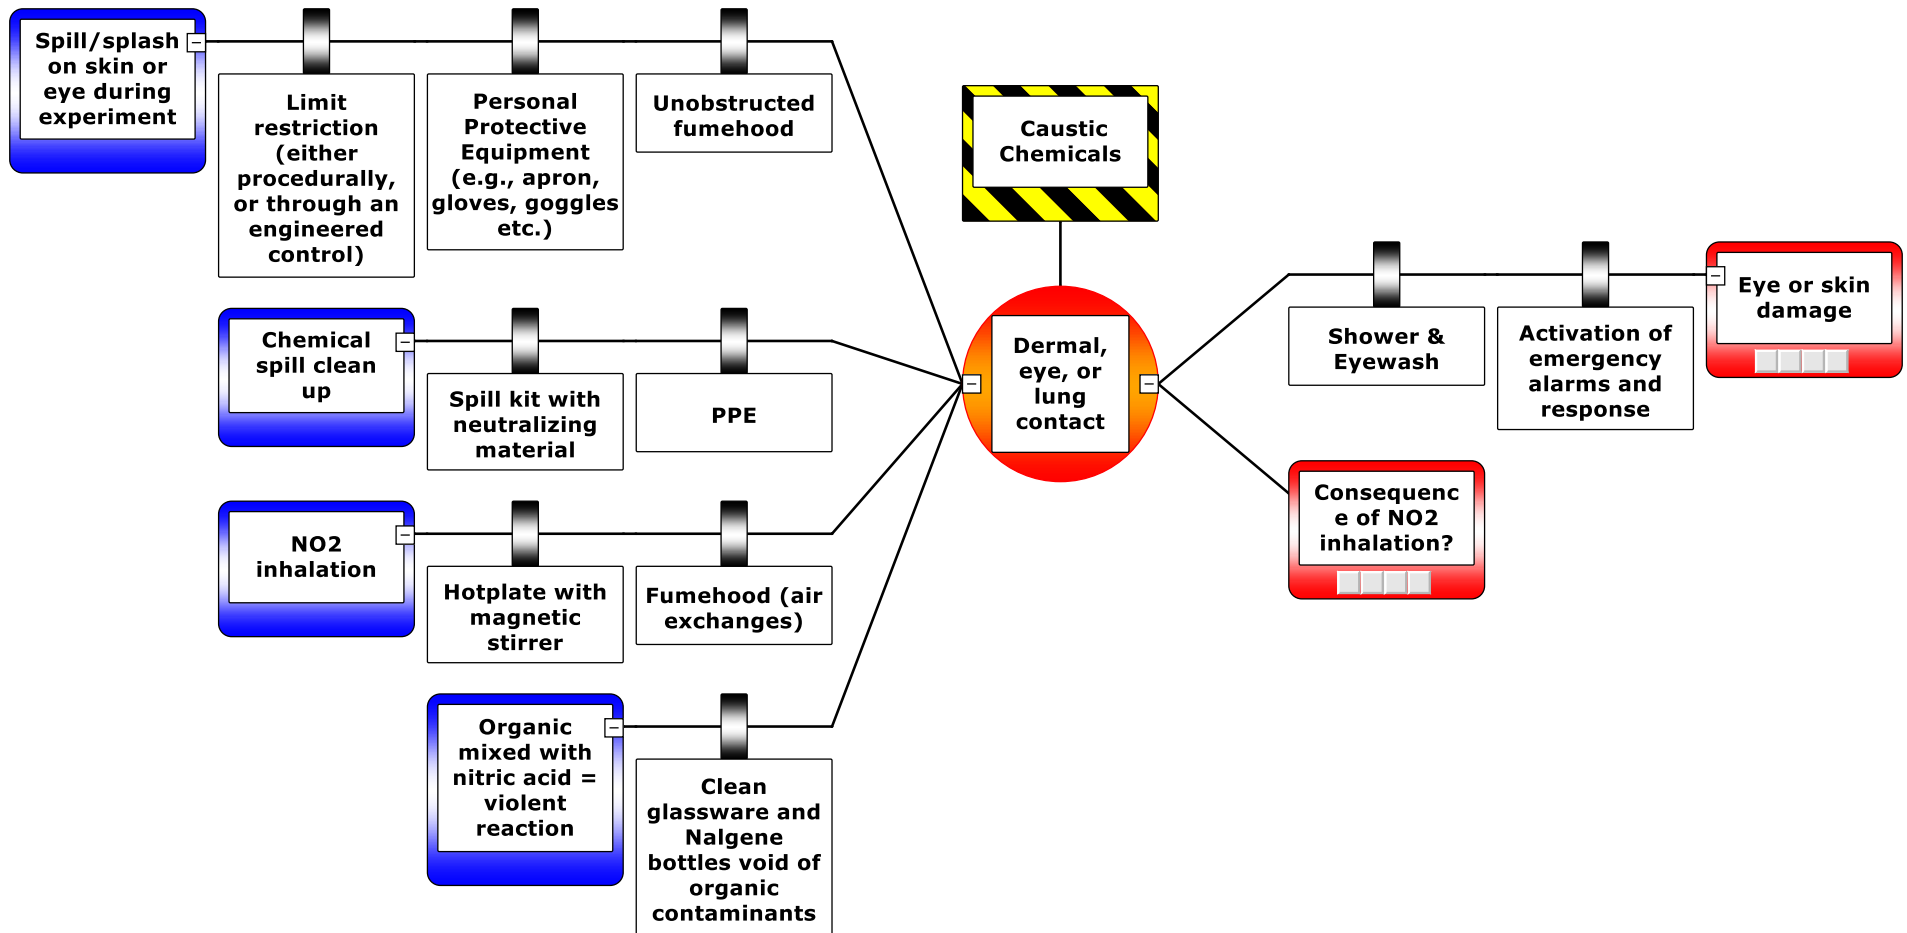 Spill/splash
on skin or
eye during
experiment
Limit
restriction
(either
procedurally,
or through an
engineered
control)
Personal
Protective
Equipment
(e.g., apron,
gloves, goggles
etc.)
Unobstructed
fumehood
Caustic
Chemicals
Chemical
spill clean
up
Spill kit with
neutralizing
material
PPE
Dermal,
eye, or
lung
contact
Shower &
Eyewash
Activation of
emergency
alarms and
response
Eye or skin
damage
Consequenc
e of NO2
inhalation?
NO2
inhalation
Hotplate with
magnetic
stirrer
Fumehood (air
exchanges)
Organic
mixed with
nitric acid =
violent
reaction
Clean
glassware and
Nalgene
bottles void of
organic
contaminants